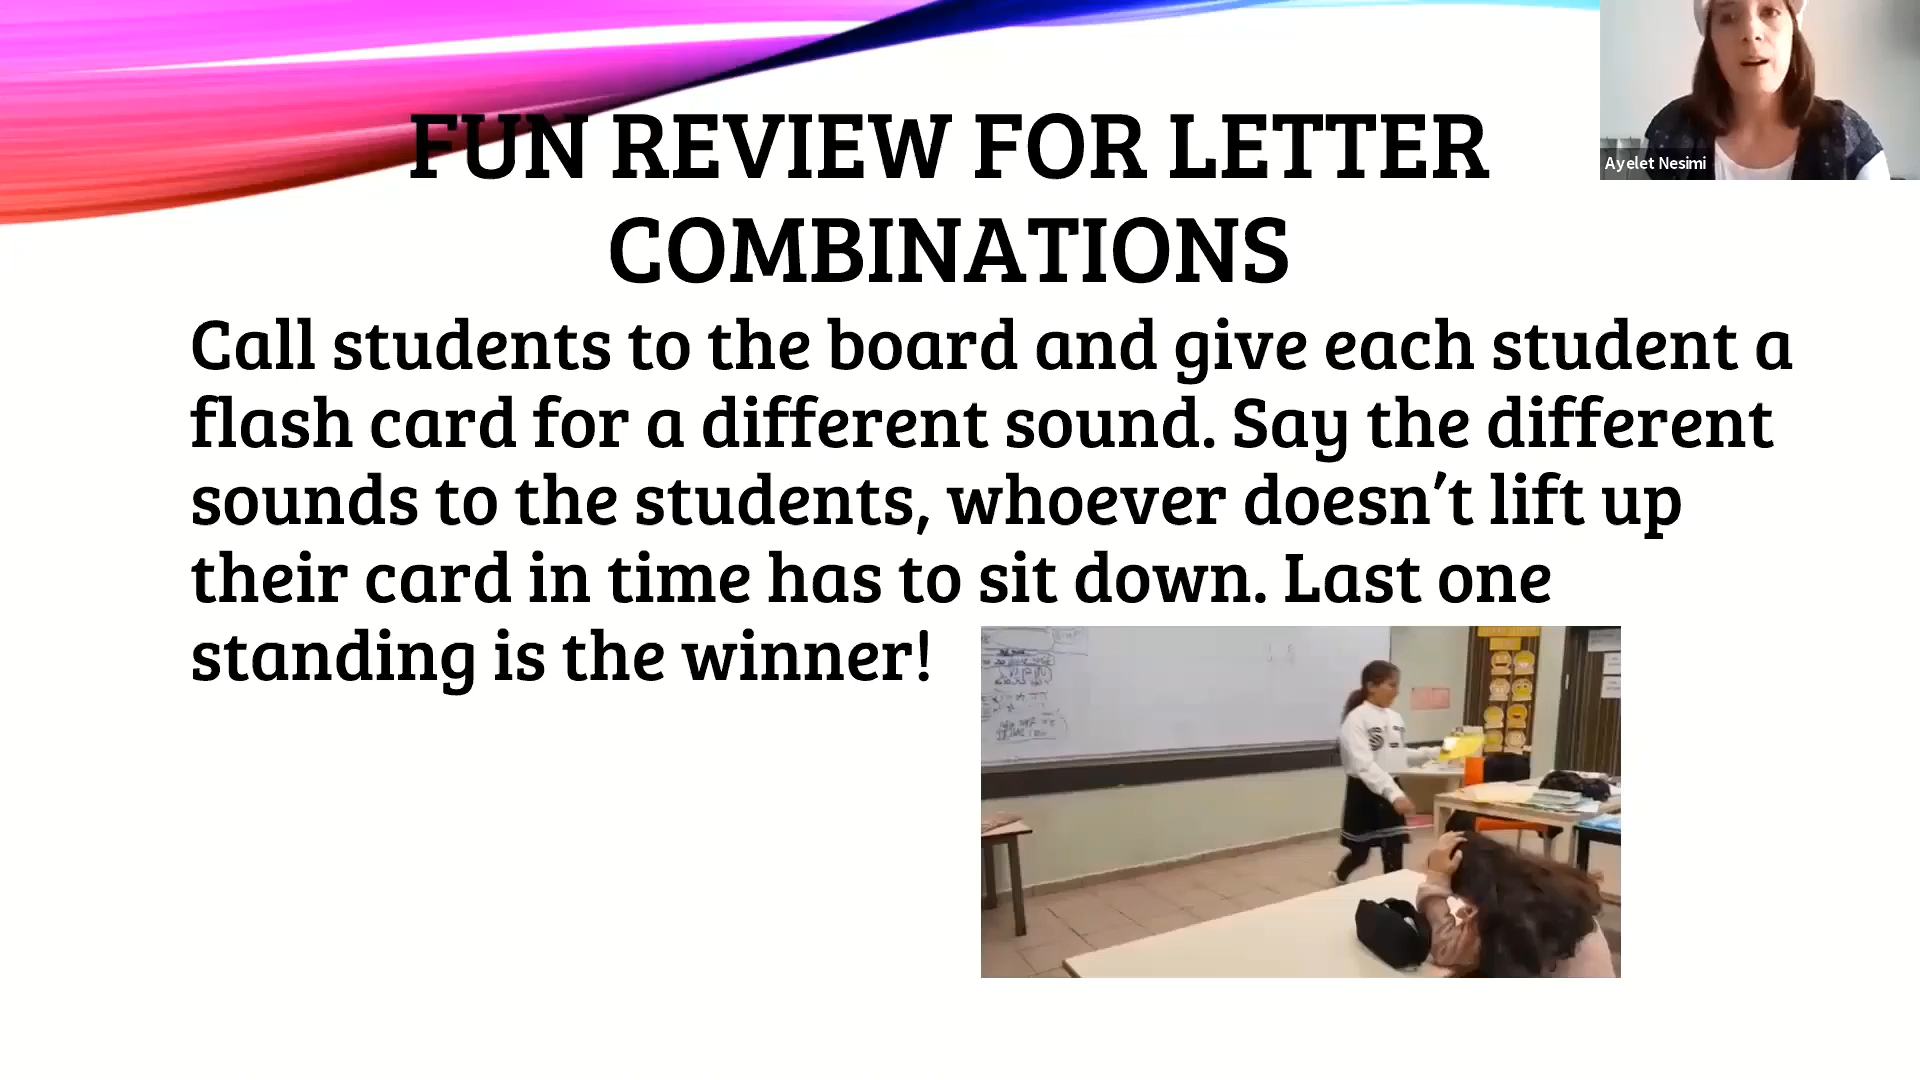 FUN REVIEW FOR LETTER
COMBINATIONS
Call students to the board and give each student a
flash card for a different sound. Say the different
sounds to the students, whoever doesn’t lift up
their card in time has to sit down. Last one
standing is the winner!
Ayelet Nesimi